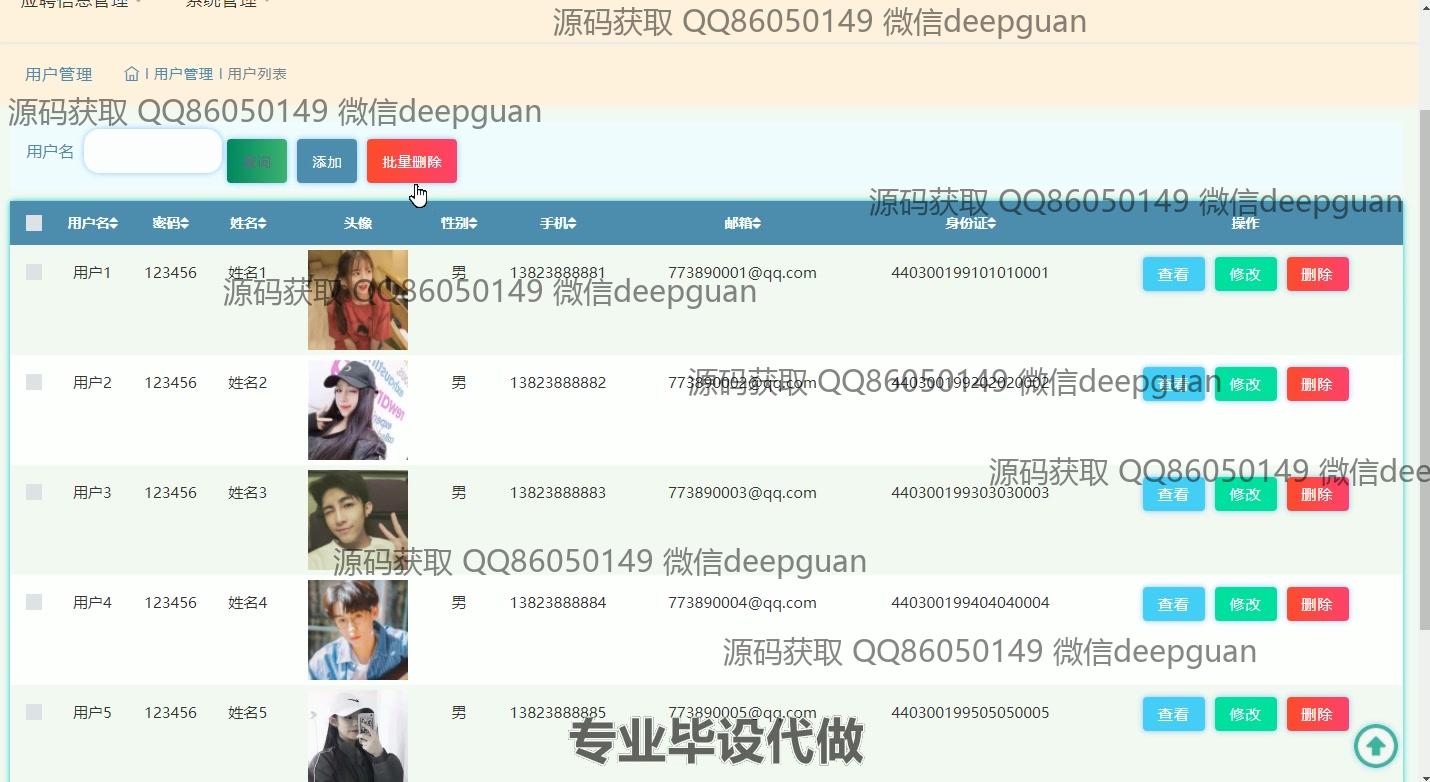 应聘信息管理 系统管理
源码获取 QQ86050149 微信deepguan
用户管理 | 用户管理 | 用户列表
源码获取 QQ86050149 微信deepguan
用户名 查询 添加 批量删除
源码获取 QQ86050149 微信deepguan
用户名 密码 姓名 头像 性别 手机 邮箱 身份证 操作
用户1 123456 姓名1 男 13823888881 773890001@qq.com 440300199101010001 查看 修改 删除
源码获取 QQ86050149 微信deepguan
用户2 123456 姓名2 男 13823888882 773890002@qq.com 440300199202020002 查看 修改 删除
源码获取 QQ86050149 微信deepguan
源码获取 QQ86050149 微信dee
用户3 123456 姓名3 男 13823888883 773890003@qq.com 440300199303030003 查看 修改 删除
源码获取 QQ86050149 微信deepguan
用户4 123456 姓名4 男 13823888884 773890004@qq.com 440300199404040004 查看 修改 删除
源码获取 QQ86050149 微信deepguan
用户5 123456 姓名5 男 13823888885 773890005@qq.com 440300199505050005 查看 修改 删除
专业毕设代做